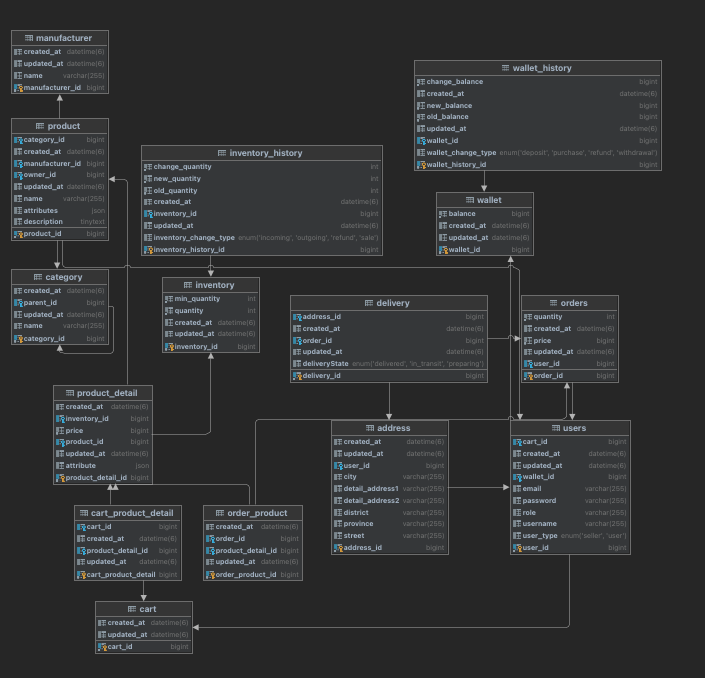 manufacturer
created_at datetime(6)
updated_at datetime(6)
name varchar(255)
manufacturer_id bigint
product
category_id bigint
created_at datetime(6)
manufacturer_id bigint
owner_id bigint
updated_at datetime(6)
name varchar(255)
attributes json
description tinytext
product_id bigint
category
created_at datetime(6)
parent_id bigint
updated_at datetime(6)
name varchar(255)
category_id bigint
inventory_history
change_quantity int
new_quantity int
old_quantity int
created_at datetime(6)
inventory_id bigint
updated_at datetime(6)
inventory_change_type enum('incoming', 'outgoing', 'refund', 'sale')
inventory_history_id bigint
inventory
min_quantity int
quantity int
created_at datetime(6)
updated_at datetime(6)
inventory_id bigint
wallet_history
change_balance bigint
created_at datetime(6)
new_balance bigint
old_balance bigint
updated_at datetime(6)
wallet_id bigint
wallet_change_type enum('deposit', 'purchase', 'refund', 'withdrawal')
wallet_history_id bigint
wallet
balance bigint
created_at datetime(6)
updated_at datetime(6)
wallet_id bigint
delivery
address_id bigint
created_at datetime(6)
order_id bigint
updated_at datetime(6)
deliveryState enum('delivered', 'in_transit', 'preparing')
delivery_id bigint
orders
quantity int
created_at datetime(6)
price bigint
updated_at datetime(6)
user_id bigint
order_id bigint
product_detail
created_at datetime(6)
inventory_id bigint
price bigint
product_id bigint
updated_at datetime(6)
attribute json
product_detail_id bigint
address
created_at datetime(6)
updated_at datetime(6)
user_id bigint
city varchar(255)
detail_address1 varchar(255)
detail_address2 varchar(255)
district varchar(255)
province varchar(255)
street varchar(255)
address_id bigint
users
cart_id bigint
created_at datetime(6)
updated_at datetime(6)
wallet_id bigint
email varchar(255)
password varchar(255)
role varchar(255)
username varchar(255)
user_type enum('seller', 'user')
user_id bigint
cart_product_detail
cart_id bigint
created_at datetime(6)
product_detail_id bigint
updated_at datetime(6)
cart_product_detail bigint
order_product
created_at datetime(6)
order_id bigint
product_detail_id bigint
updated_at datetime(6)
order_product_id bigint
cart
created_at datetime(6)
updated_at datetime(6)
cart_id bigint